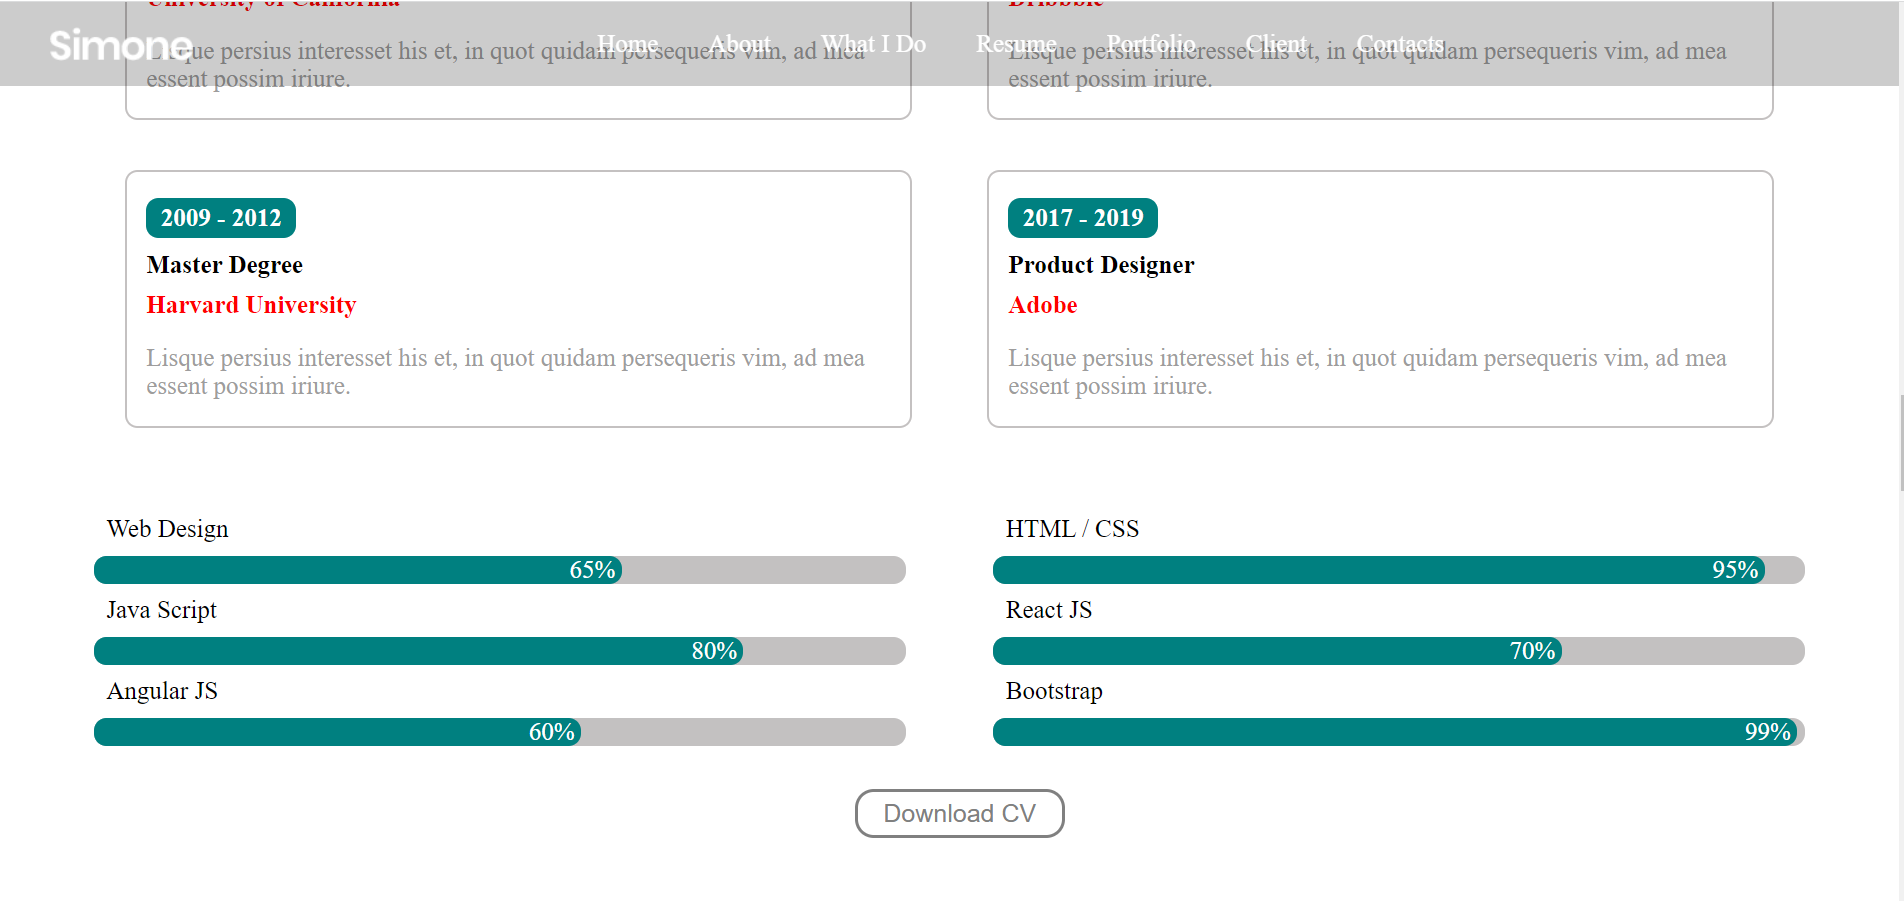 University of California
Dribbble
Simone
Home About What I Do Resume Portfolio Client Contacts
Lisque persius interesset his et, in quot quidam persequeris vim, ad mea
essent possim iriure.
Lisque persius interesset his et, in quot quidam persequeris vim, ad mea
essent possim iriure.
2009 - 2012
Master Degree
Harvard University
Lisque persius interesset his et, in quot quidam persequeris vim, ad mea
essent possim iriure.
2017 - 2019
Product Designer
Adobe
Lisque persius interesset his et, in quot quidam persequeris vim, ad mea
essent possim iriure.
Web Design
65%
Java Script
80%
Angular JS
60%
HTML / CSS
95%
React JS
70%
Bootstrap
99%
Download CV